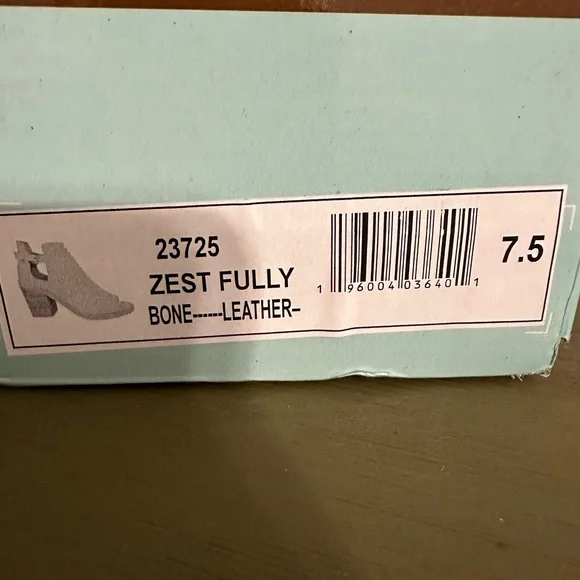 23725
ZEST FULLY
BONE------LEATHER–
1 96004 03640 1
7.5